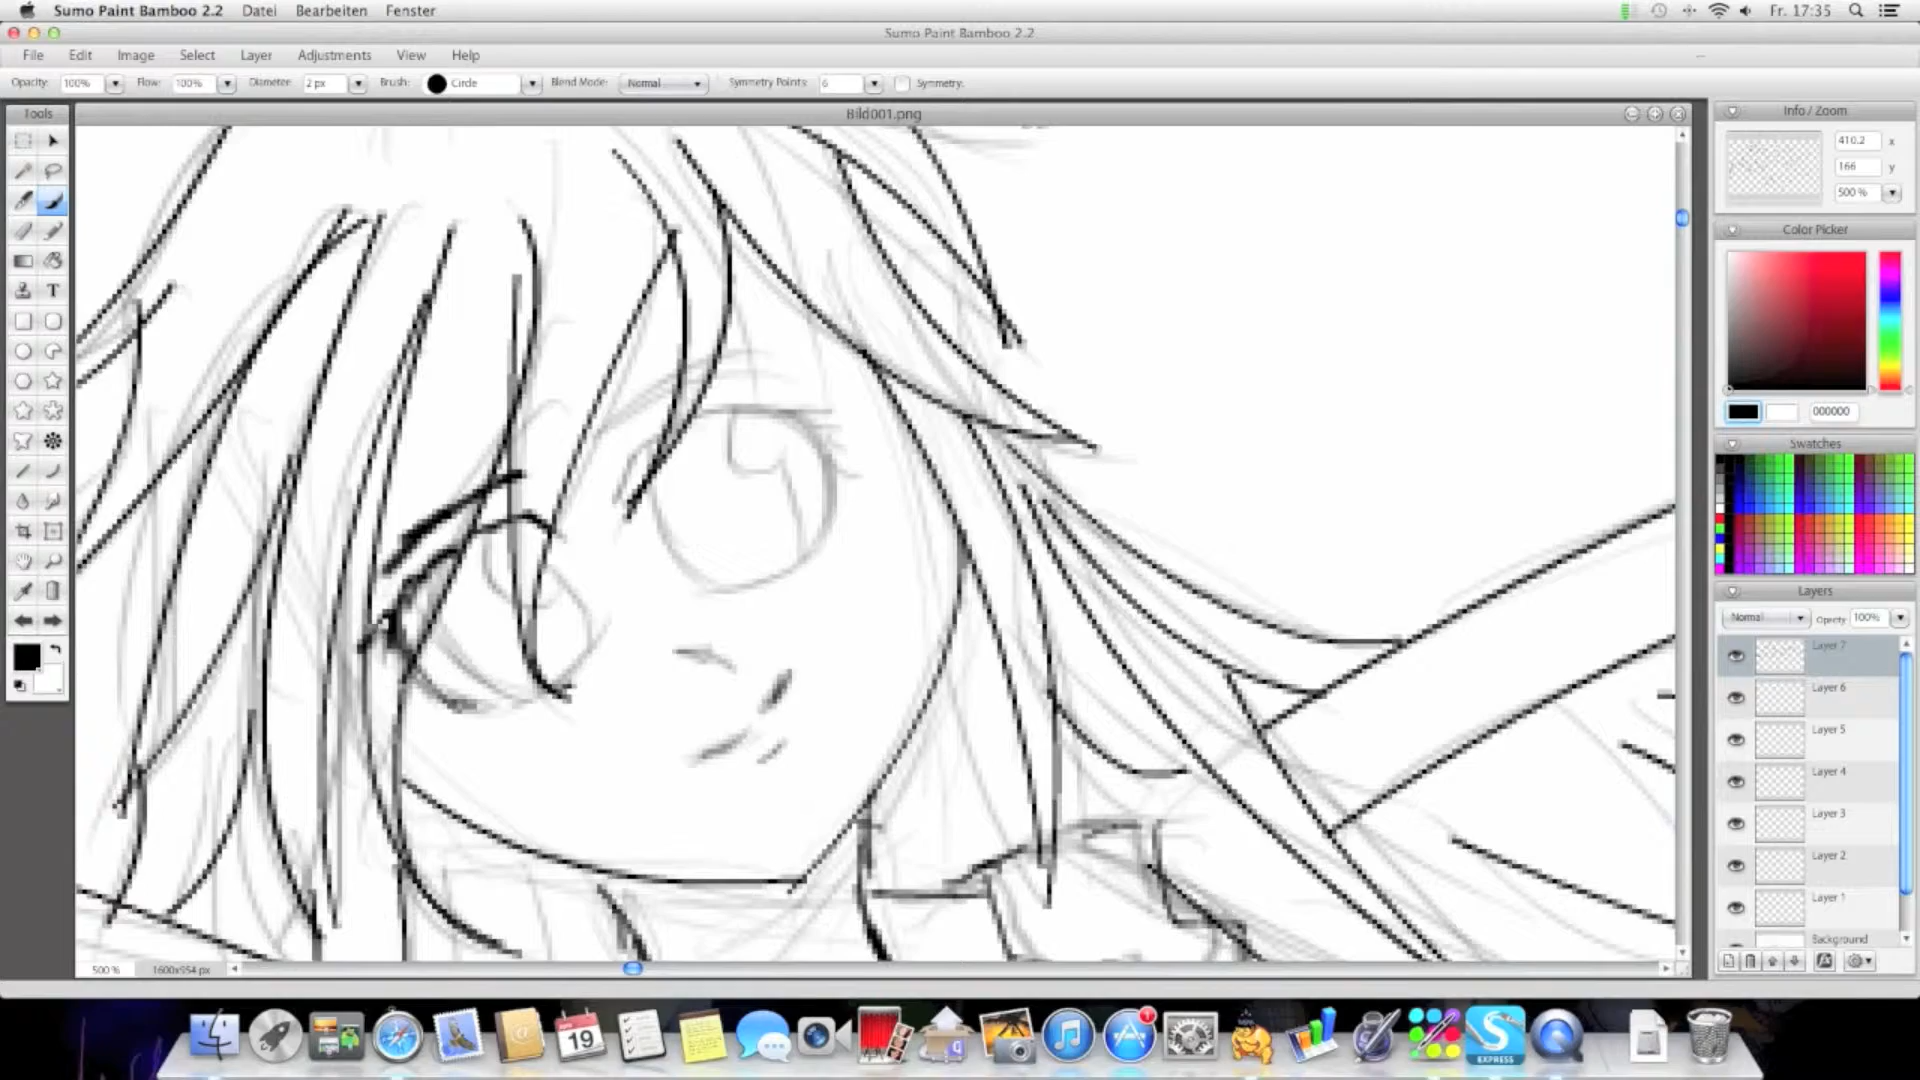 Sumo Paint Bamboo 2.2 Datei Bearbeiten Fenster Fr. 17:35
Sumo Paint Bamboo 2.2
File Edit Image Select Layer Adjustments View Help
Opacity: 100% Flow: 100% Diameter: 2 px Brush: Circle Blend Mode: Normal Symmetry Points: 6 Symmetry:
Tools
Bild001.png
Info / Zoom
410.2 x
166 y
500 %
Color Picker
000000
Swatches
Layers
Normal Opacity: 100%
Layer 7
Layer 6
Layer 5
Layer 4
Layer 3
Layer 2
Layer 1
Background
500 % 1600x954 px
19
1
EXPRESS